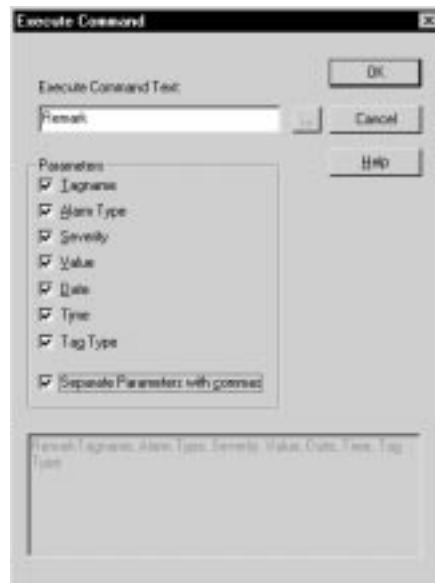 Execute Command
OK
Execute Command Text:
Remark
...
Cancel
Help
Parameters
Tagname
Alarm Type
Severity
Value
Date
Time
Tag Type
Separate Parameters with commas
Remark Tagname, Alarm Type, Severity, Value, Date, Time, Tag
Type